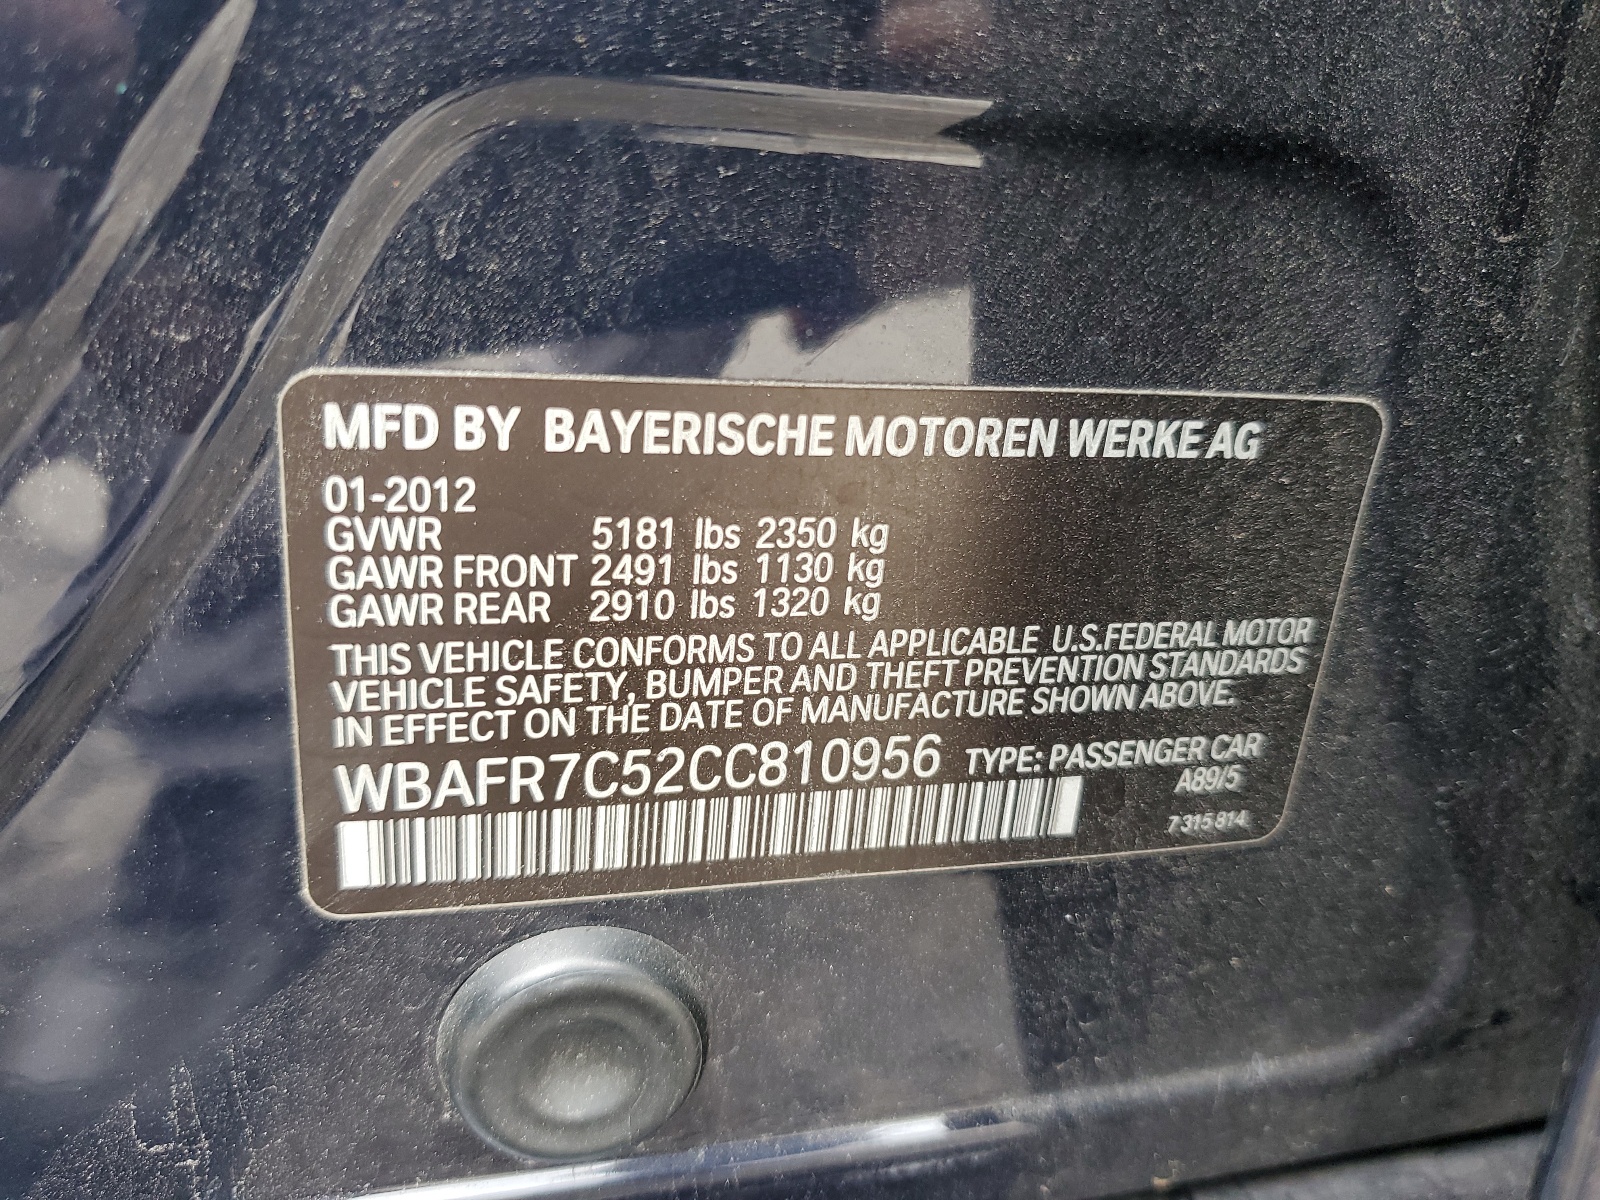 MFD BY BAYERISCHE MOTOREN WERKE AG
01-2012
GVWR 5181 lbs 2350 kg
GAWR FRONT 2491 lbs 1130 kg
GAWR REAR 2910 lbs 1320 kg
THIS VEHICLE CONFORMS TO ALL APPLICABLE U.S.FEDERAL MOTOR
VEHICLE SAFETY, BUMPER AND THEFT PREVENTION STANDARDS
IN EFFECT ON THE DATE OF MANUFACTURE SHOWN ABOVE.
WBAFR7C52CC810956 TYPE: PASSENGER CAR
A89/5
7 315 814